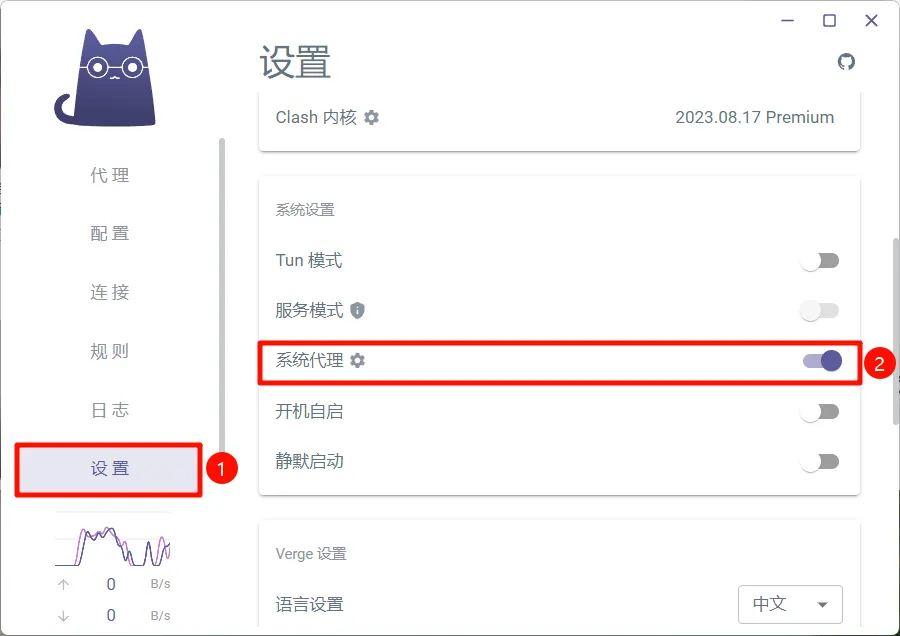 设置
Clash 内核 2023.08.17 Premium
代理
配置
连接
规则
日志
设置
1
0 B/s
0 B/s
系统设置
Tun 模式
服务模式
系统代理
2
开机自启
静默启动
Verge 设置
语言设置 中文